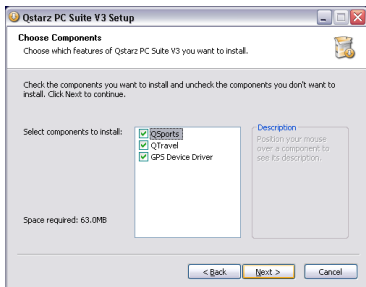 Qstarz PC Suite V3 Setup
Choose Components
Choose which features of Qstarz PC Suite V3 you want to install.
Check the components you want to install and uncheck the components you don't want to
install. Click Next to continue.
Select components to install:
QSports
QTravel
GPS Device Driver
Description
Position your mouse
over a component to
see its description.
Space required: 63.0MB
< Back
Next >
Cancel